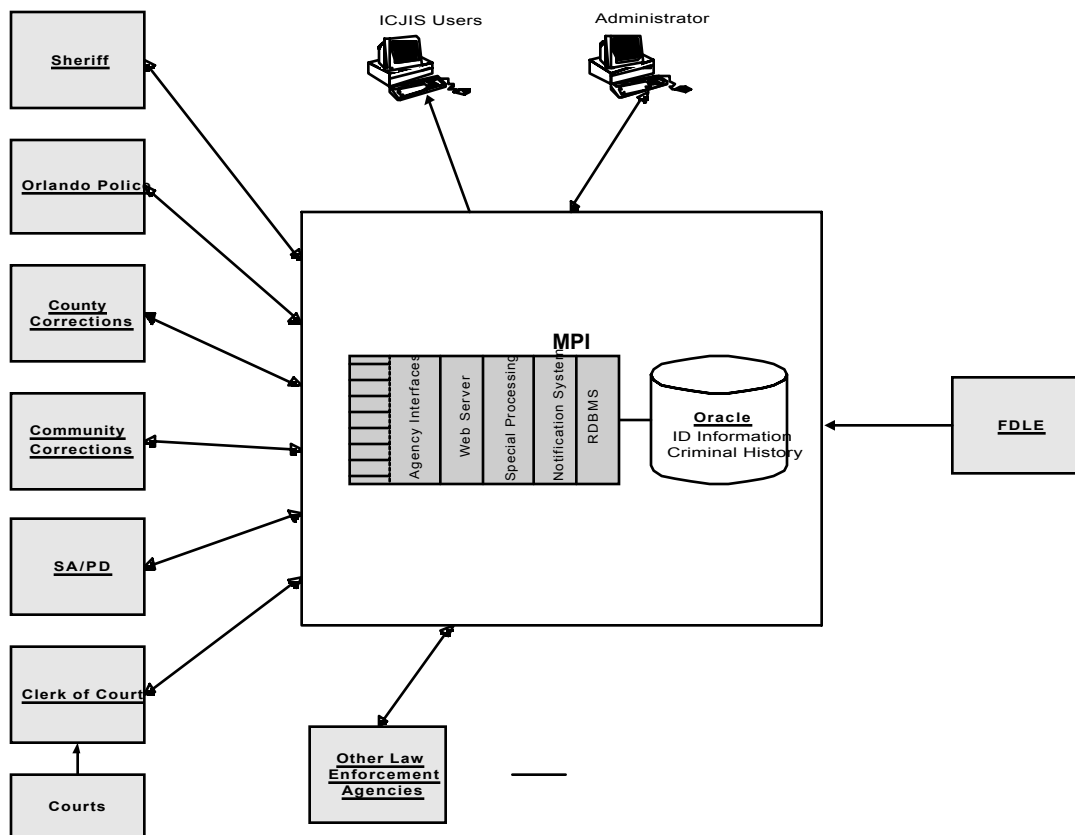 ICJIS Users
Administrator
Sheriff
Orlando Police
County
Corrections
Community
Corrections
SA/PD
Clerk of Court
Courts
MPI
Agency Interfaces
Web Server
Special Processing
Notification System
RDBMS
Oracle
ID Information
Criminal History
FDLE
Other Law
Enforcement
Agencies